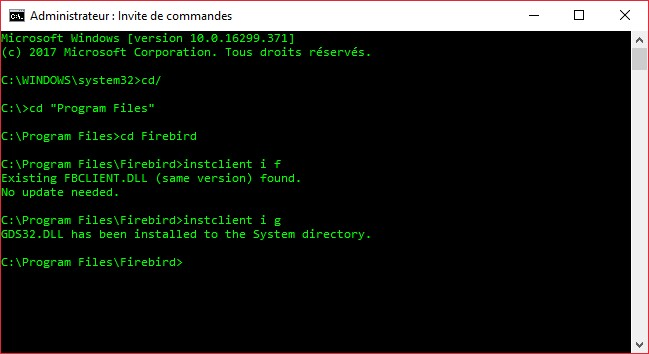 Administrateur : Invite de commandes
Microsoft Windows [version 10.0.16299.371]
(c) 2017 Microsoft Corporation. Tous droits réservés.
C:\WINDOWS\system32>cd/
C:\>cd "Program Files"
C:\Program Files>cd Firebird
C:\Program Files\Firebird>instclient i f
Existing FBCLIENT.DLL (same version) found.
No update needed.
C:\Program Files\Firebird>instclient i g
GDS32.DLL has been installed to the System directory.
C:\Program Files\Firebird>